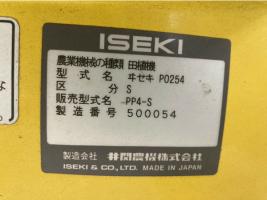 ISEKI
農業機械の種類 田植機
型式名 ヰセキ PO254
区分 S
販売型式名 PP4-S
製造番号 500054
製造会社 井関農機株式会社
ISEKI & CO., LTD. MADE IN JAPAN